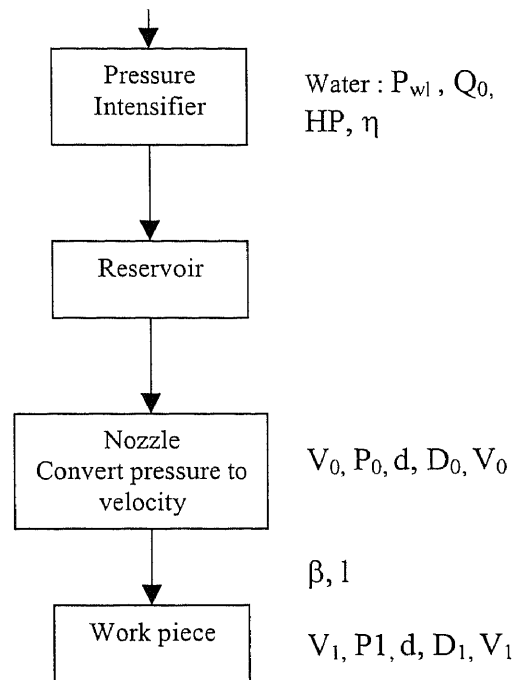 Pressure
Intensifier
Water : P_wl , Q_0,
HP, η
Reservoir
Nozzle
Convert pressure to
velocity
V_0, P_0, d, D_0, V_0
β, l
Work piece
V_1, P1, d, D_1, V_1